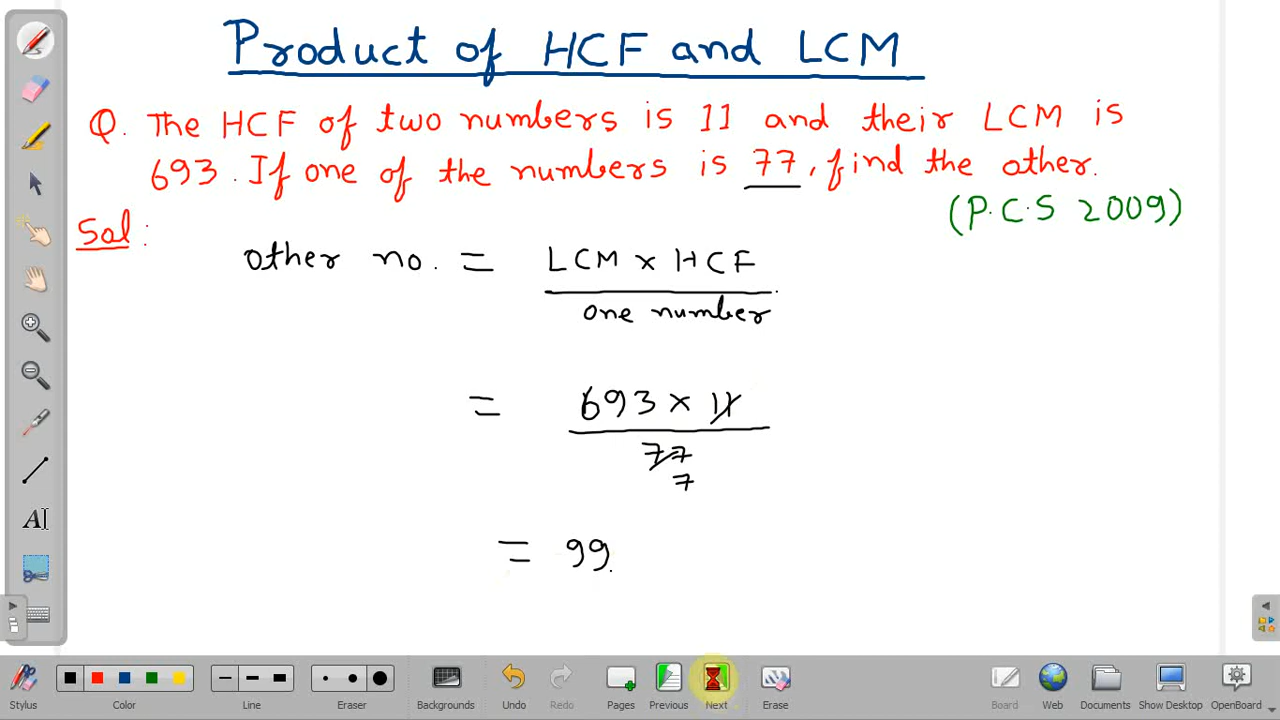 Product of HCF and LCM
Q. The HCF of two numbers is 11 and their LCM is
693. If one of the numbers is 77, find the other.
(P.C.S 2009)
Sol:
other no. = LCM x HCF
one number
= 693 x 11
77
7
= 99.
Stylus Color Line Eraser Backgrounds Undo Redo Pages Previous Next Erase Board Web Documents Show Desktop OpenBoard